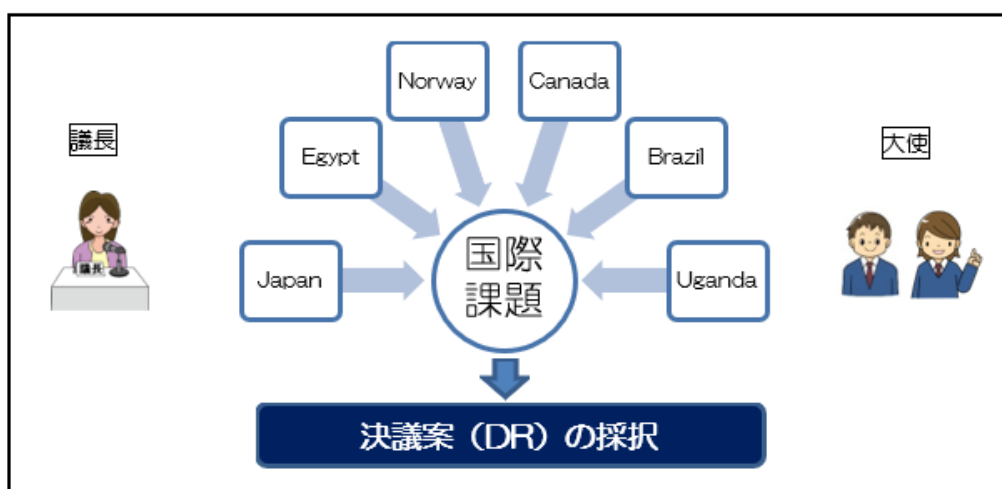 Norway
Canada
議長
Egypt
Brazil
大使
国際
課題
議長
Japan
Uganda
決議案（DR）の採択